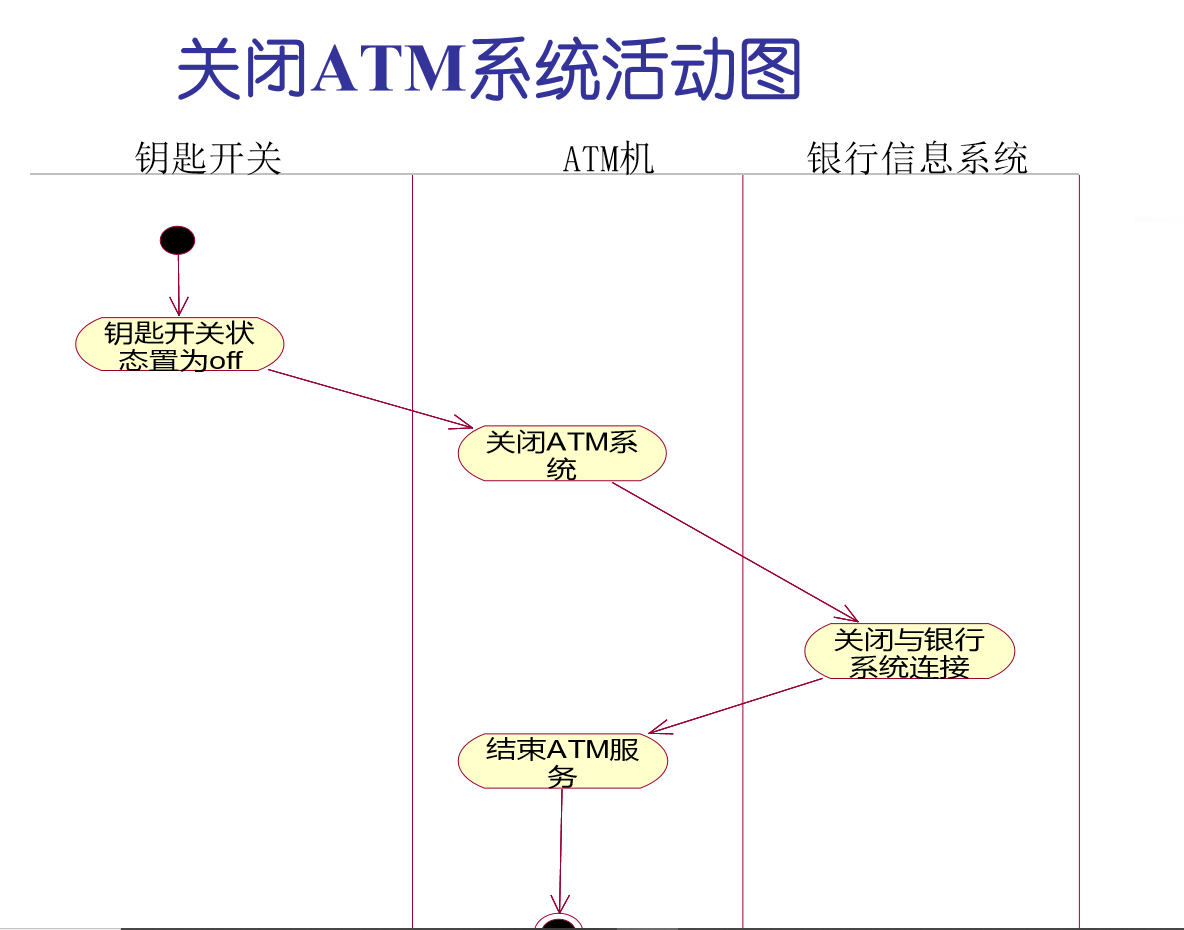 关闭ATM系统活动图
钥匙开关
ATM机
银行信息系统
钥匙开关状
态置为off
关闭ATM系
统
关闭与银行
系统连接
结束ATM服
务